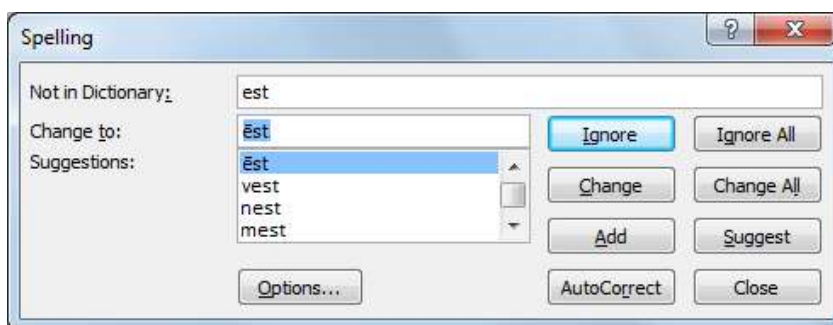 Spelling
Not in Dictionary: est
Change to: ēst
Ignore
Ignore All
Suggestions:
ēst
vest
nest
mest
Change
Change All
Add
Suggest
Options...
AutoCorrect
Close